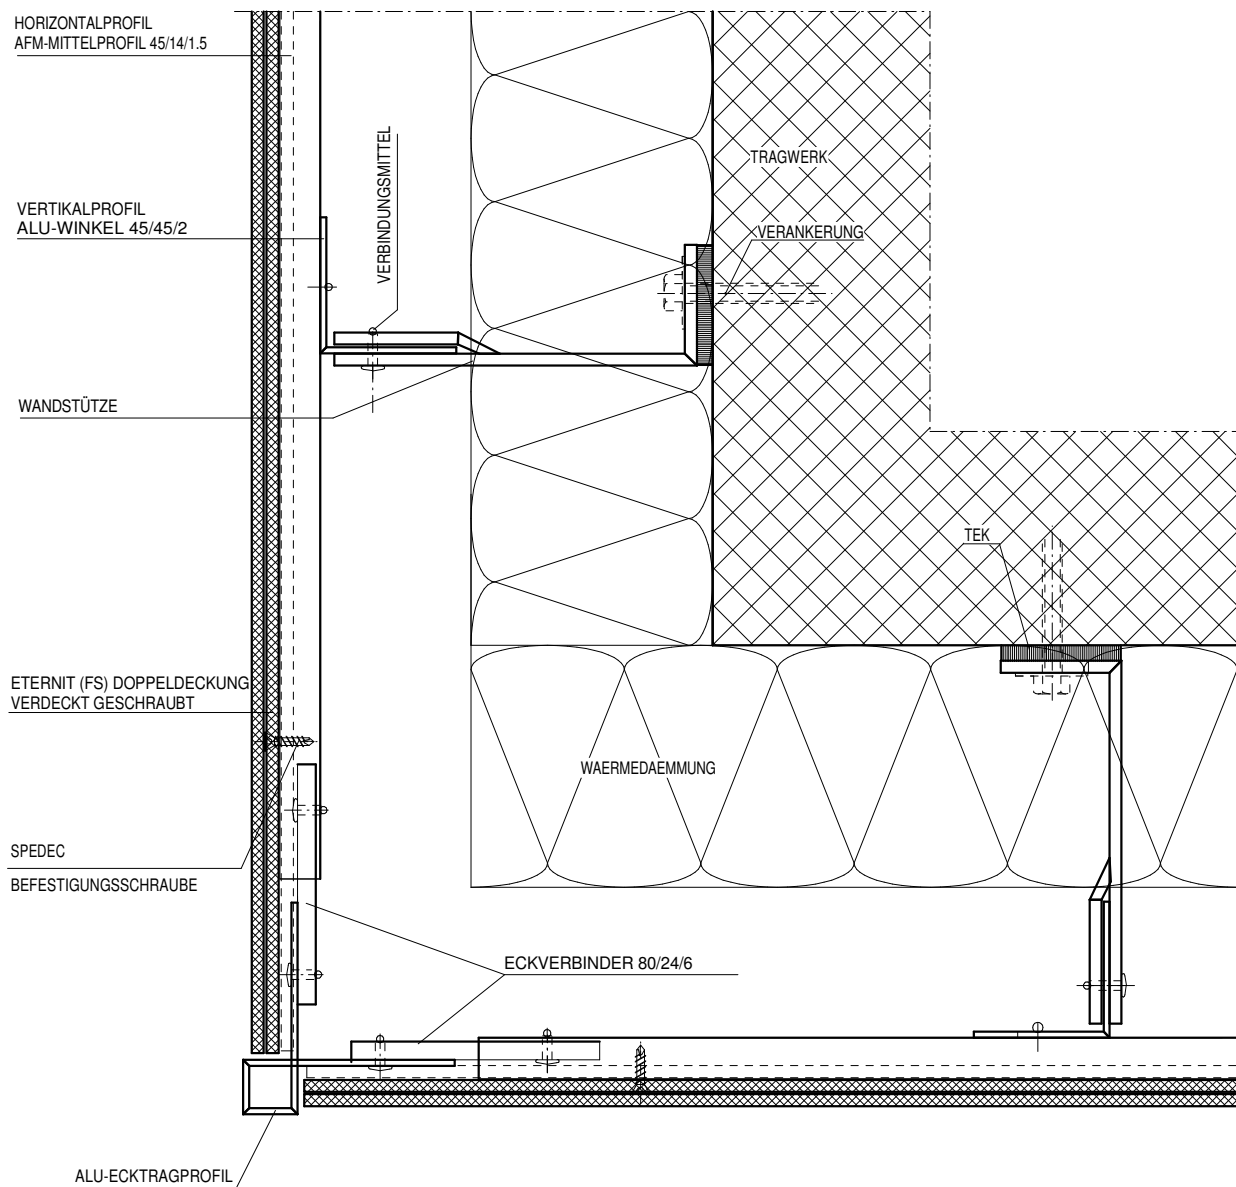 HORIZONTALPROFIL
AFM-MITTELPROFIL 45/14/1.5
VERBINDUNGSMITTEL
TRAGWERK
VERTIKALPROFIL
ALU-WINKEL 45/45/2
VERANKERUNG
WANDSTÜTZE
TEK
ETERNIT (FS) DOPPELDECKUNG
VERDECKT GESCHRAUBT
WAERMEDAEMMUNG
SPEDEC
BEFESTIGUNGSSCHRAUBE
ECKVERBINDER 80/24/6
ALU-ECKTRAGPROFIL